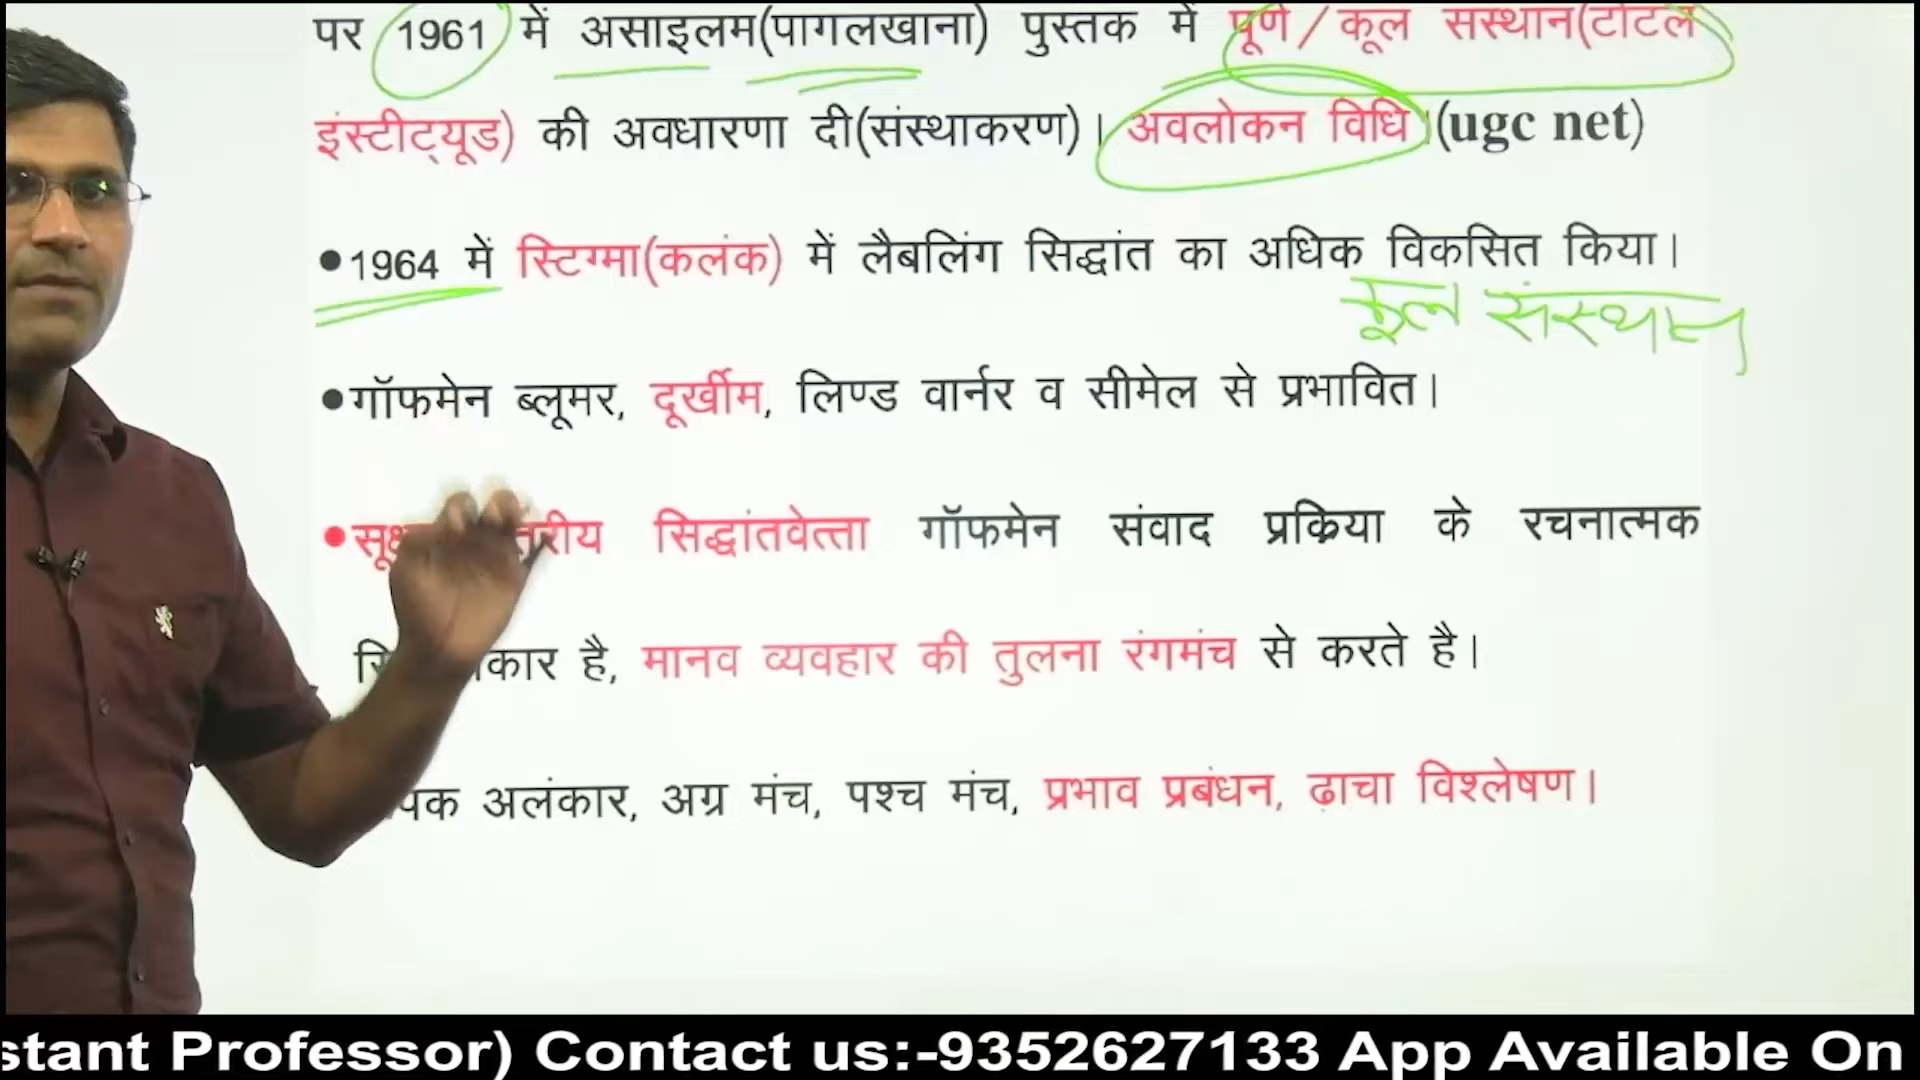 पर 1961 में असाइलम(पागलखाना) पुस्तक में पूर्ण/कूल संस्थान(टोटल
इंस्टीट्यूड) की अवधारणा दी(संस्थाकरण)। अवलोकन विधि।(ugc net)
●1964 में स्टिग्मा(कलंक) में लैबलिंग सिद्धांत का अधिक विकसित किया।
कुल संस्थान
●गॉफमेन ब्लूमर, दूर्खीम, लिण्ड वार्नर व सीमेल से प्रभावित।
सिद्धांतवेत्ता गॉफमेन संवाद प्रक्रिया के रचनात्मक
है, मानव व्यवहार की तुलना रंगमंच से करते है।
अलंकार, अग्र मंच, पश्च मंच, प्रभाव प्रबंधन, ढ़ाचा विश्लेषण।
stant Professor) Contact us:-9352627133 App Available On